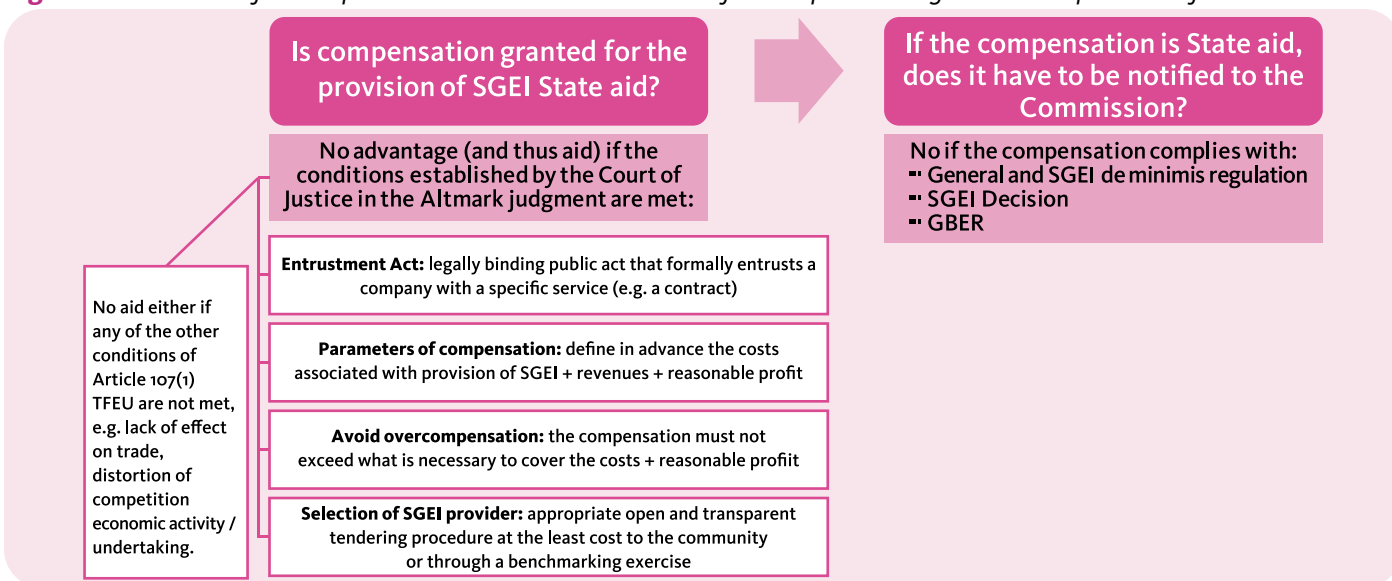 Is compensation granted for the
provision of SGEI State aid?
If the compensation is State aid,
does it have to be notified to the
Commission?
No advantage (and thus aid) if the
conditions established by the Court of
Justice in the Altmark judgment are met:
No if the compensation complies with:
General and SGEI de minimis regulation
SGEI Decision
GBER
Entrustment Act: legally binding public act that formally entrusts a
company with a specific service (e.g. a contract)
Parameters of compensation: define in advance the costs
associated with provision of SGEI + revenues + reasonable profit
Avoid overcompensation: the compensation must not
exceed what is necessary to cover the costs + reasonable profiit
Selection of SGEI provider: appropriate open and transparent
tendering procedure at the least cost to the community
or through a benchmarking exercise
No aid either if
any of the other
conditions of
Article 107(1)
TFEU are not met,
e.g. lack of effect
on trade,
distortion of
competition
economic activity /
undertaking.